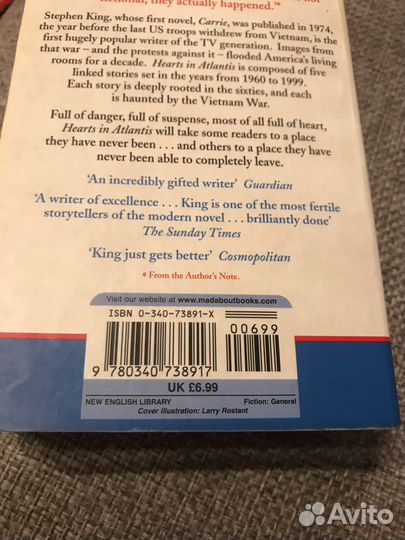 fictional, they actually happened.'*
Stephen King, whose first novel, Carrie, was published in 1974,
the year before the last US troops withdrew from Vietnam, is the
first hugely popular writer of the TV generation. Images from
that war – and the protests against it – flooded America's living
rooms for a decade. Hearts in Atlantis is composed of five
linked stories set in the years from 1960 to 1999.
Each story is deeply rooted in the sixties, and each
is haunted by the Vietnam War.
Full of danger, full of suspense, most of all full of heart,
Hearts in Atlantis will take some readers to a place
they have never been . . . and others to a place they have
never been able to completely leave.
'An incredibly gifted writer' Guardian
'A writer of excellence . . . King is one of the most fertile
storytellers of the modern novel . . . brilliantly done'
The Sunday Times
'King just gets better' Cosmopolitan
* From the Author's Note.
Visit our website at www.madaboutbooks.com
ISBN 0-340-73891-X
00699
9 780340 738917
UK £6.99
NEW ENGLISH LIBRARY Fiction: General
Cover illustration: Larry Rostant
Avito